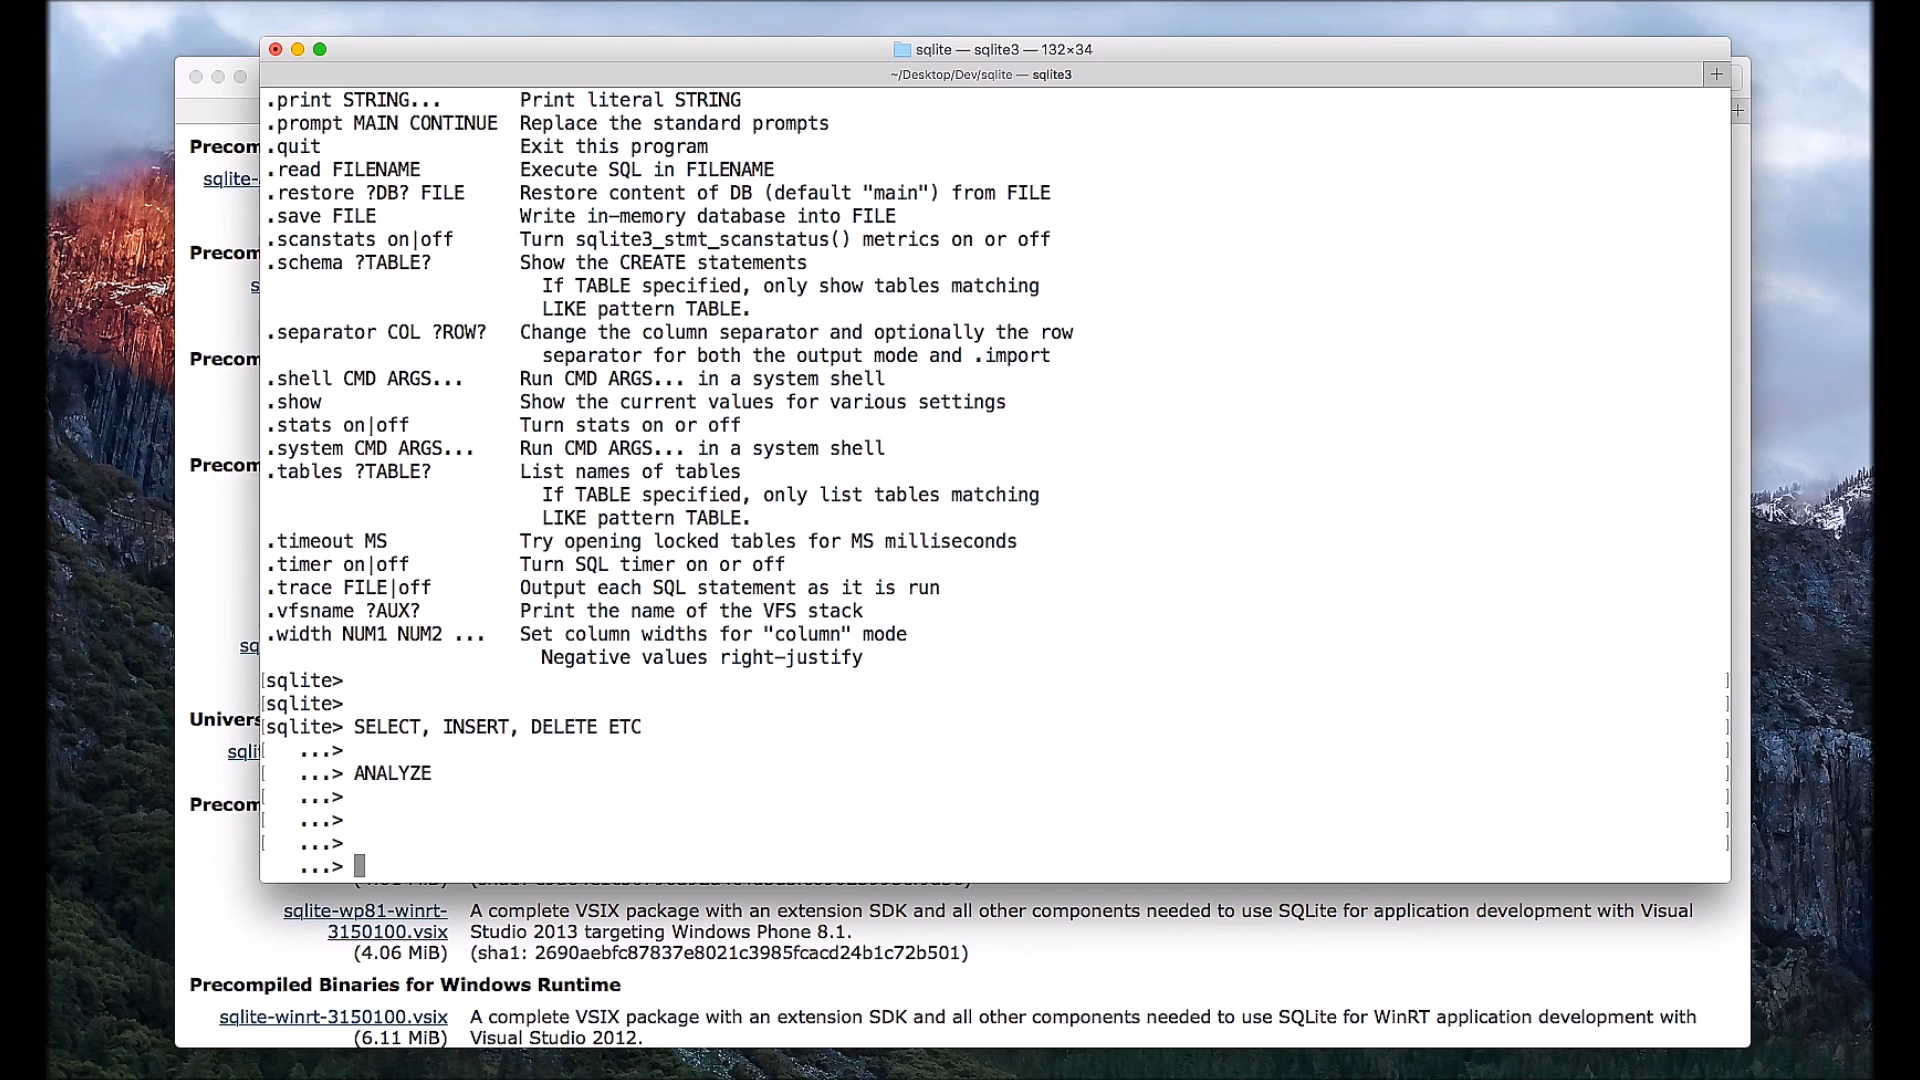 sqlite — sqlite3 — 132×34
~/Desktop/Dev/sqlite — sqlite3
.print STRING... Print literal STRING
.prompt MAIN CONTINUE Replace the standard prompts
.quit Exit this program
.read FILENAME Execute SQL in FILENAME
.restore ?DB? FILE Restore content of DB (default "main") from FILE
.save FILE Write in-memory database into FILE
.scanstats on|off Turn sqlite3_stmt_scanstatus() metrics on or off
.schema ?TABLE? Show the CREATE statements
If TABLE specified, only show tables matching
LIKE pattern TABLE.
.separator COL ?ROW? Change the column separator and optionally the row
separator for both the output mode and .import
.shell CMD ARGS... Run CMD ARGS... in a system shell
.show Show the current values for various settings
.stats on|off Turn stats on or off
.system CMD ARGS... Run CMD ARGS... in a system shell
.tables ?TABLE? List names of tables
If TABLE specified, only list tables matching
LIKE pattern TABLE.
.timeout MS Try opening locked tables for MS milliseconds
.timer on|off Turn SQL timer on or off
.trace FILE|off Output each SQL statement as it is run
.vfsname ?AUX? Print the name of the VFS stack
.width NUM1 NUM2 ... Set column widths for "column" mode
Negative values right-justify
[sqlite> ]
[sqlite> ]
[sqlite> SELECT, INSERT, DELETE ETC ]
[ ...> ]
[ ...> ANALYZE ]
[ ...> ]
[ ...> ]
[ ...> ]
...>
Precom
sqlite-
Precom
s
Precom
Precom
sq
Univers
sqli
Precom
sqlite-wp81-winrt- A complete VSIX package with an extension SDK and all other components needed to use SQLite for application development with Visual
3150100.vsix Studio 2013 targeting Windows Phone 8.1.
(4.06 MiB) (sha1: 2690aebfc87837e8021c3985fcacd24b1c72b501)
Precompiled Binaries for Windows Runtime
sqlite-winrt-3150100.vsix A complete VSIX package with an extension SDK and all other components needed to use SQLite for WinRT application development with
(6.11 MiB) Visual Studio 2012.